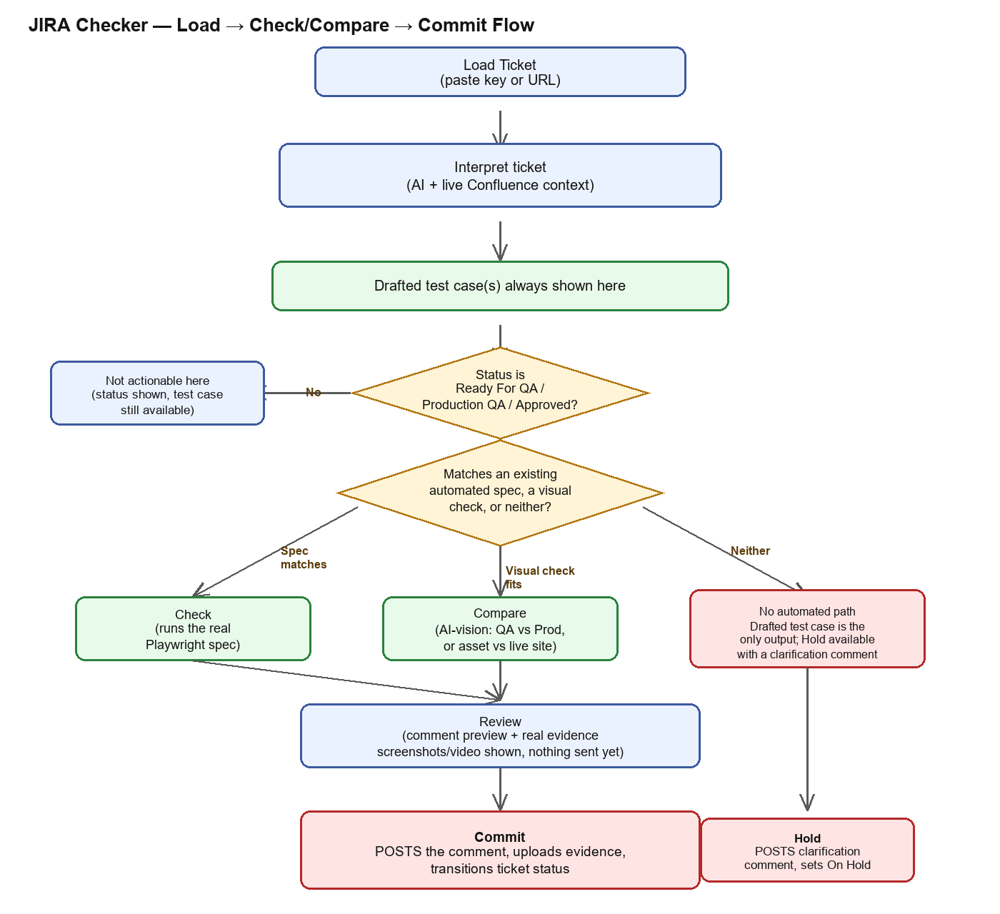 JIRA Checker — Load → Check/Compare → Commit Flow
Load Ticket
(paste key or URL)
Interpret ticket
(AI + live Confluence context)
Drafted test case(s) always shown here
Status is
Ready For QA /
Production QA / Approved?
No
Not actionable here
(status shown, test case
still available)
Matches an existing
automated spec, a visual
check, or neither?
Spec
matches
Visual check
fits
Neither
Check
(runs the real
Playwright spec)
Compare
(AI-vision: QA vs Prod,
or asset vs live site)
No automated path
Drafted test case is the
only output; Hold available
with a clarification comment
Review
(comment preview + real evidence
screenshots/video shown, nothing sent yet)
Commit
POSTS the comment, uploads evidence,
transitions ticket status
Hold
POSTS clarification
comment, sets On Hold